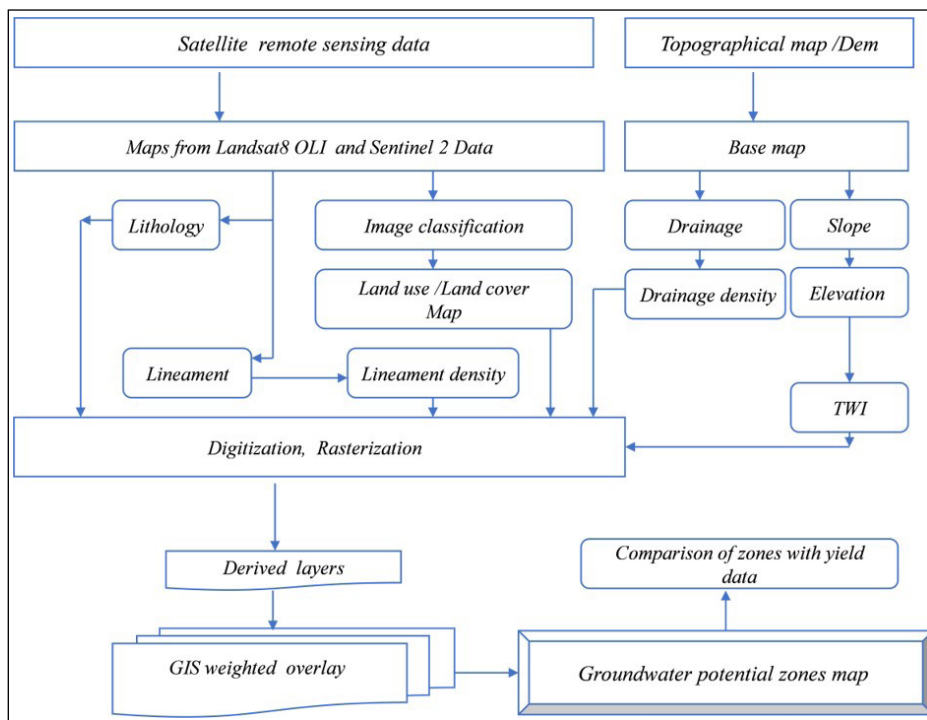 Satellite remote sensing data
Topographical map /Dem
Maps from Landsat8 OLI and Sentinel 2 Data
Base map
Lithology
Image classification
Drainage
Slope
Land use /Land cover
Map
Drainage density
Elevation
Lineament
Lineament density
TWI
Digitization, Rasterization
Derived layers
Comparison of zones with yield
data
GIS weighted overlay
Groundwater potential zones map